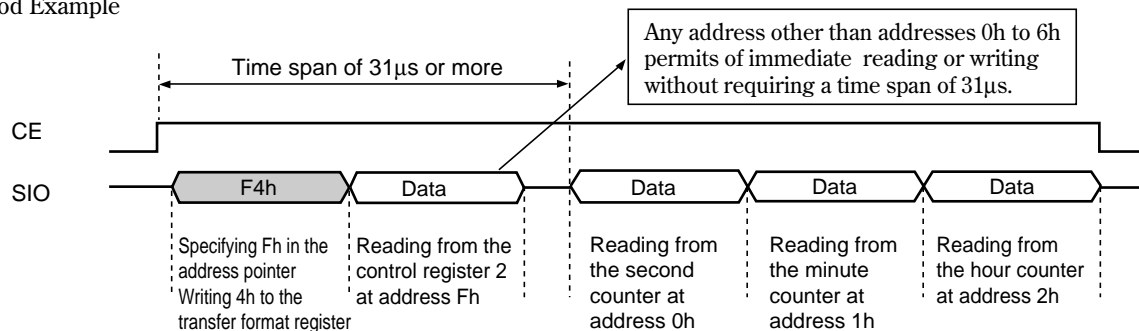 od Example
Any address other than addresses 0h to 6h
permits of immediate reading or writing
without requiring a time span of 31μs.
Time span of 31μs or more
CE
SIO
F4h
Data
Data
Data
Data
Specifying Fh in the
address pointer
Writing 4h to the
transfer format register
Reading from the
control register 2
at address Fh
Reading from
the second
counter at
address 0h
Reading from
the minute
counter at
address 1h
Reading from
the hour counter
at address 2h